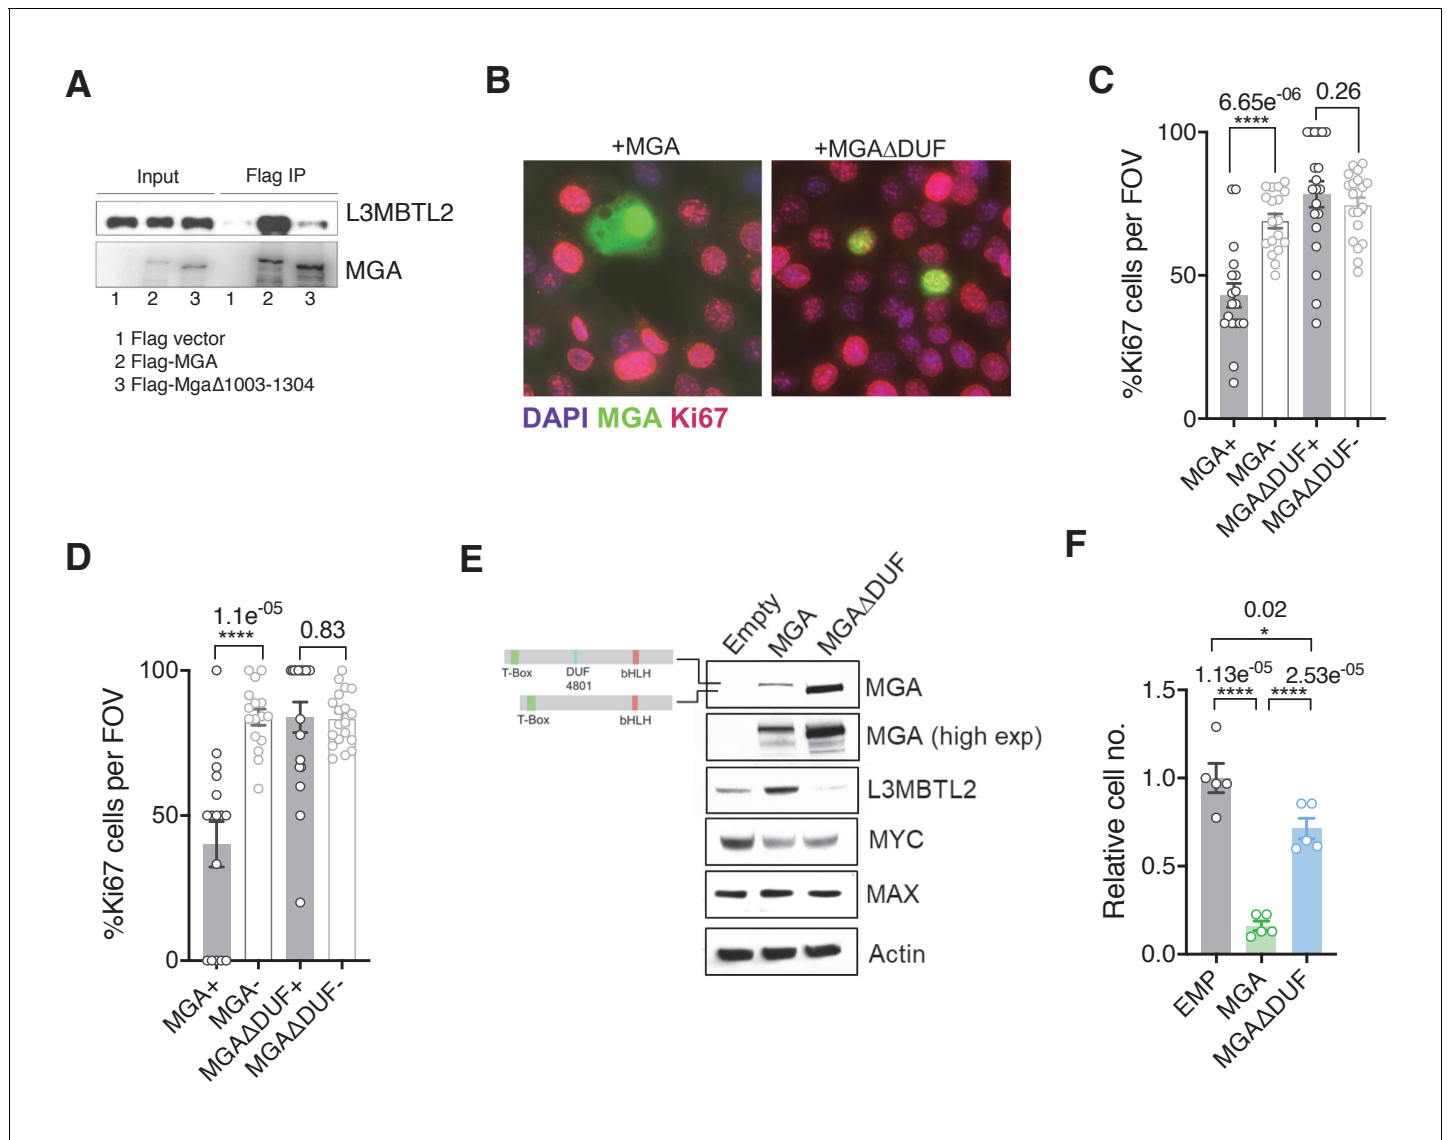 A
Input Flag IP
L3MBTL2
MGA
1 2 3 1 2 3
1 Flag vector
2 Flag-MGA
3 Flag-MgaΔ1003-1304
B
+MGA +MGAΔDUF
DAPI MGA Ki67
C
6.65e-06 0.26
****
%Ki67 cells per FOV
100
50
0
MGA+ MGA- MGAΔDUF+ MGAΔDUF-
D
1.1e-05 0.83
****
%Ki67 cells per FOV
100
50
0
MGA+ MGA- MGAΔDUF+ MGAΔDUF-
E
Empty MGA MGAΔDUF
T-Box DUF 4801 bHLH
T-Box bHLH
MGA
MGA (high exp)
L3MBTL2
MYC
MAX
Actin
F
0.02
*
1.13e-05 2.53e-05
**** ****
Relative cell no.
1.5
1.0
0.5
0.0
EMP MGA MGAΔDUF